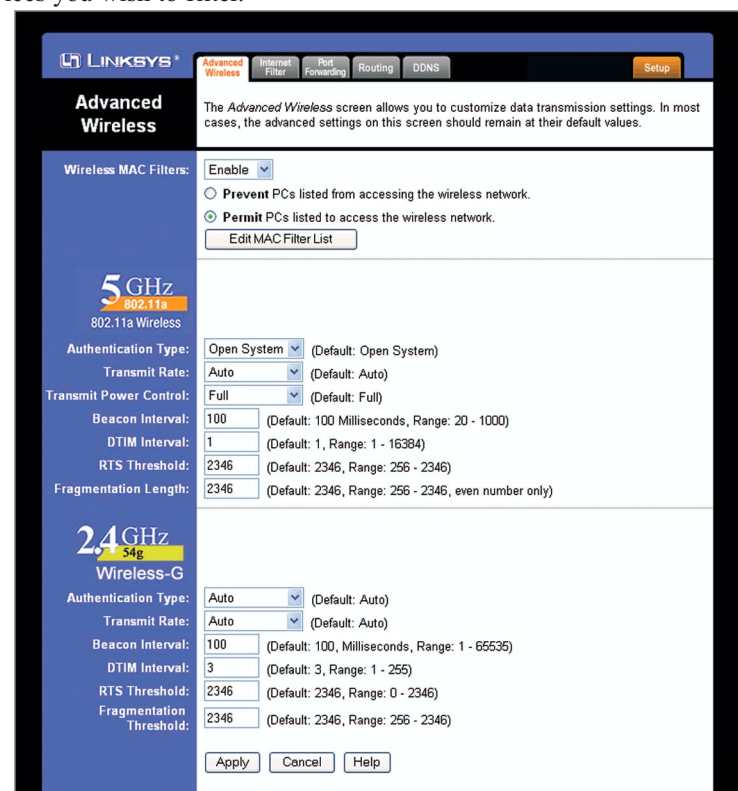 you wish to filter.
LINKSYS®
Advanced Wireless
Internet Filter
Port Forwarding
Routing
DDNS
Setup
Advanced Wireless
The Advanced Wireless screen allows you to customize data transmission settings. In most
cases, the advanced settings on this screen should remain at their default values.
Wireless MAC Filters:
Enable
Prevent PCs listed from accessing the wireless network.
Permit PCs listed to access the wireless network.
Edit MAC Filter List
5 GHz
802.11a
802.11a Wireless
Authentication Type: Open System (Default: Open System)
Transmit Rate: Auto (Default: Auto)
Transmit Power Control: Full (Default: Full)
Beacon Interval: 100 (Default: 100 Milliseconds, Range: 20 - 1000)
DTIM Interval: 1 (Default: 1, Range: 1 - 16384)
RTS Threshold: 2346 (Default: 2346, Range: 256 - 2346)
Fragmentation Length: 2346 (Default: 2346, Range: 256 - 2346, even number only)
2.4 GHz
54g
Wireless-G
Authentication Type: Auto (Default: Auto)
Transmit Rate: Auto (Default: Auto)
Beacon Interval: 100 (Default: 100, Milliseconds, Range: 1 - 65535)
DTIM Interval: 3 (Default: 3, Range: 1 - 255)
RTS Threshold: 2346 (Default: 2346, Range: 0 - 2346)
Fragmentation Threshold: 2346 (Default: 2346, Range: 256 - 2346)
Apply Cancel Help